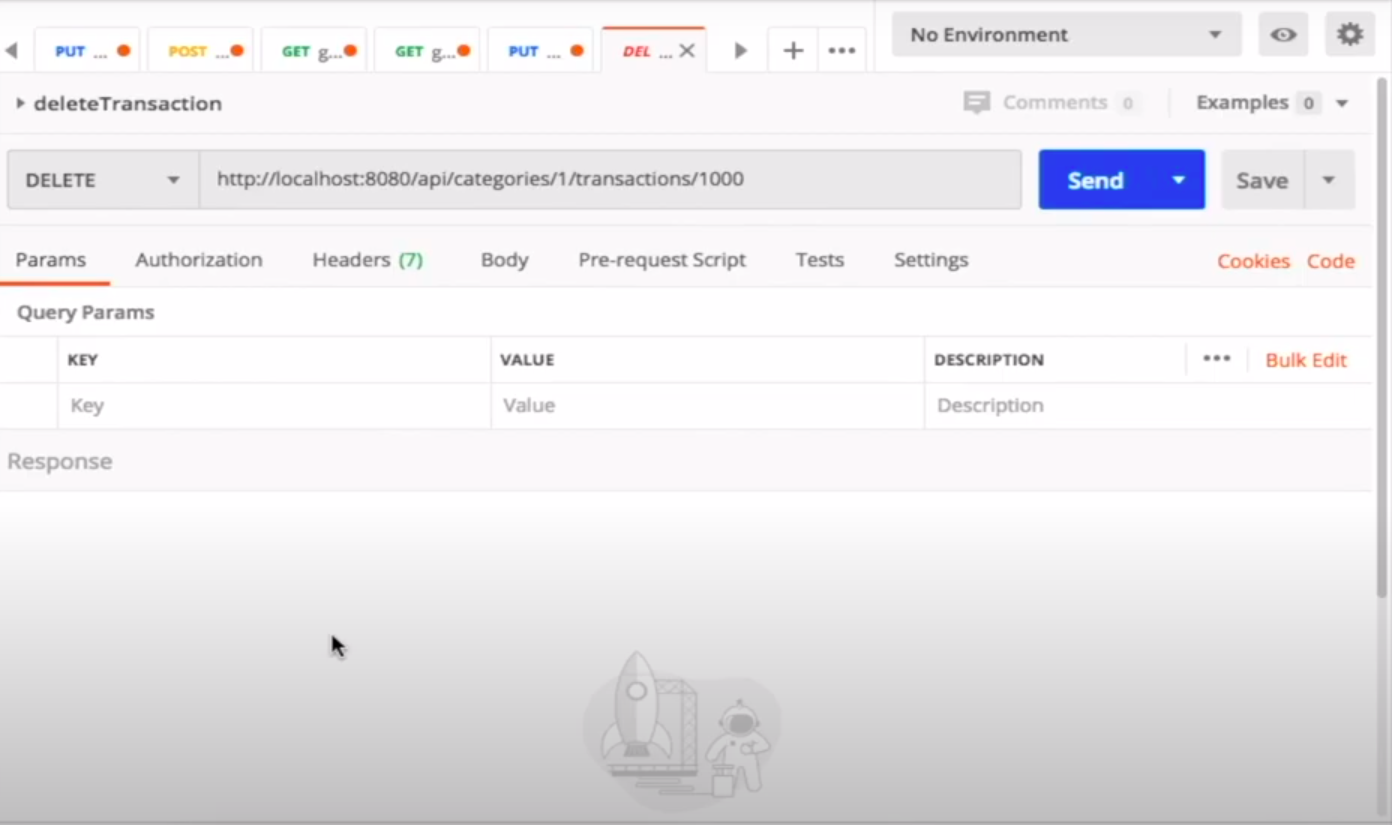 PUT ... POST ... GET g... GET g... PUT ... DEL ... No Environment
deleteTransaction Comments 0 Examples 0
DELETE http://localhost:8080/api/categories/1/transactions/1000 Send Save
Params Authorization Headers (7) Body Pre-request Script Tests Settings Cookies Code
Query Params
KEY VALUE DESCRIPTION Bulk Edit
Key Value Description
Response